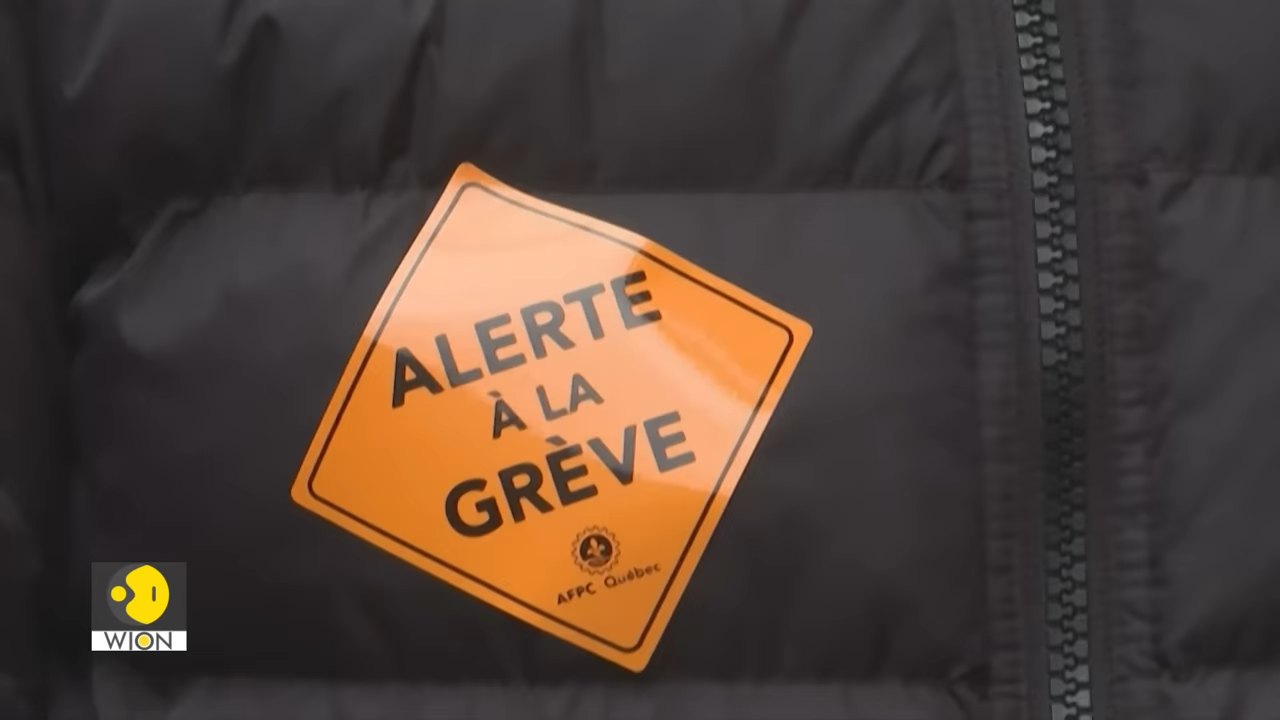 ALERTE
À LA
GRÈVE
AFPC Québec
WION